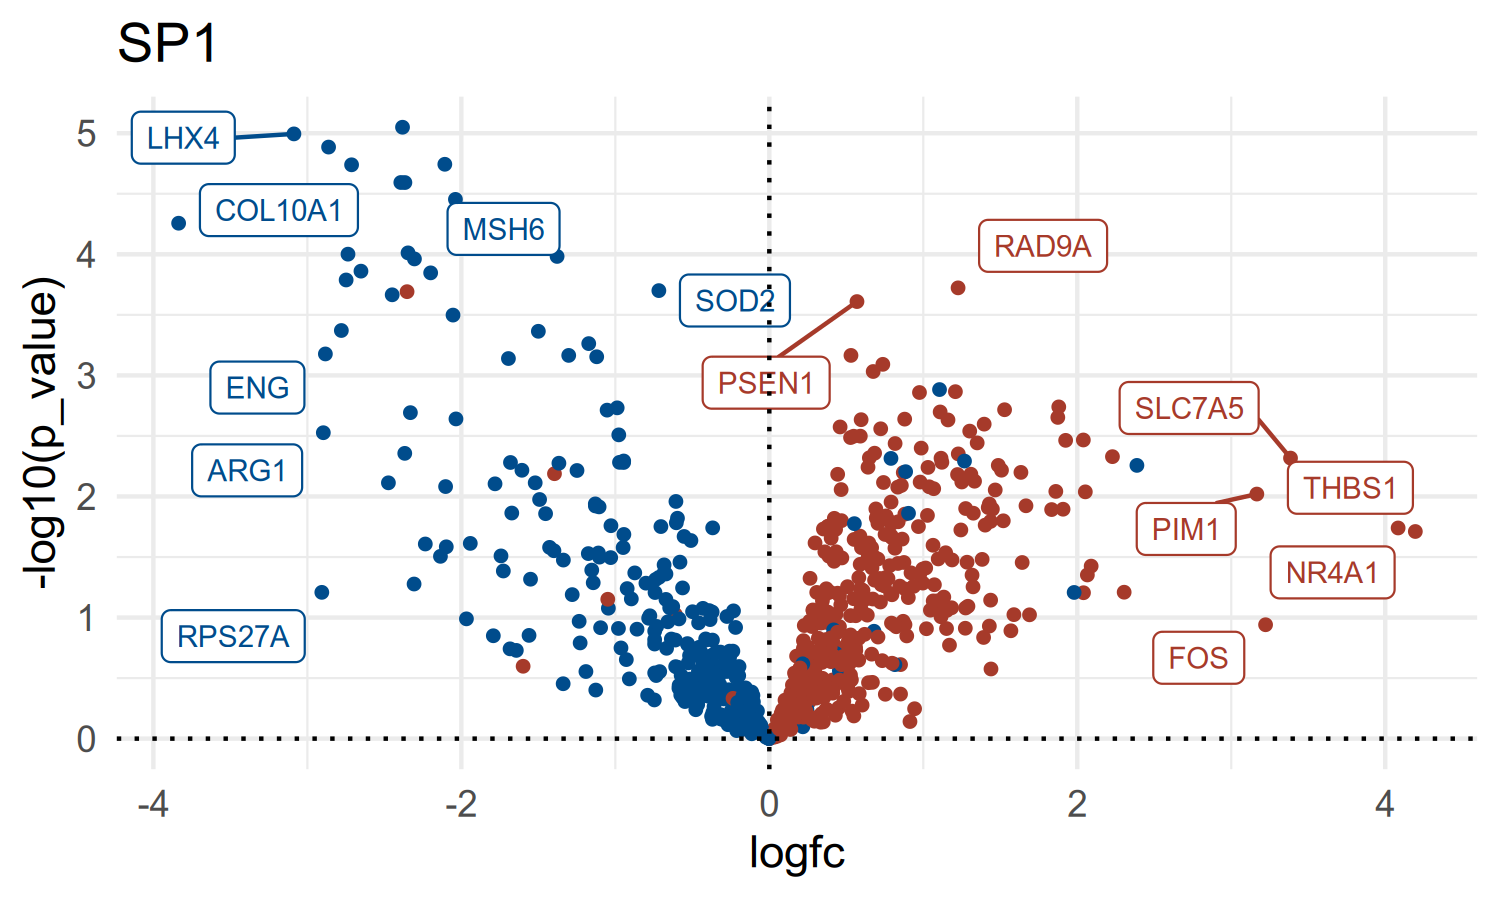 SP1
-log10(p_value)
5
4
3
2
1
0
LHX4
COL10A1
MSH6
RAD9A
SOD2
PSEN1
ENG
SLC7A5
ARG1
THBS1
PIM1
NR4A1
RPS27A
FOS
-4
-2
0
2
4
logfc